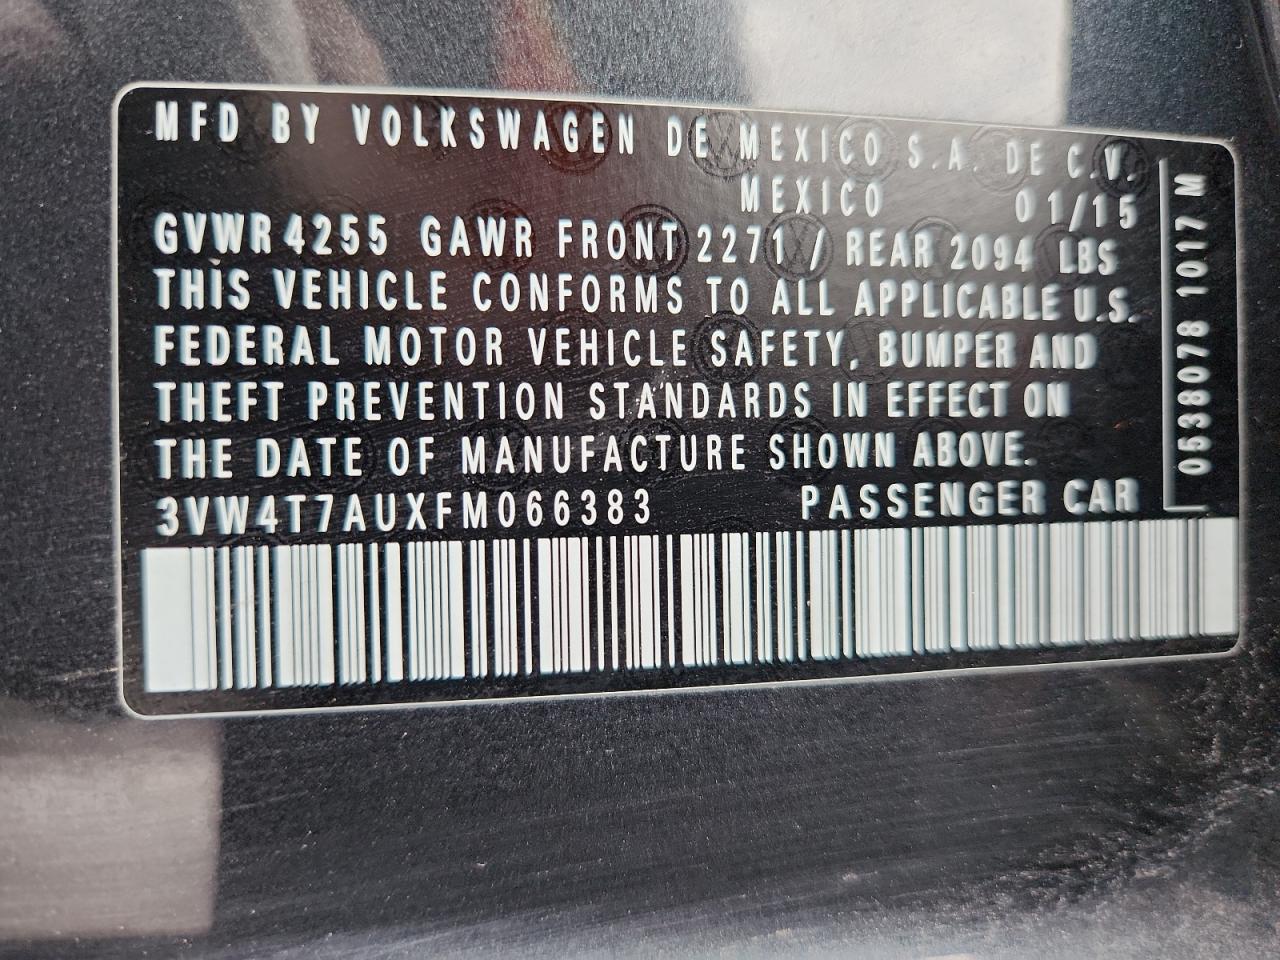 MFD BY VOLKSWAGEN DE MEXICO S.A. DE C.V.
MEXICO 01/15
GVWR 4255 GAWR FRONT 2271 / REAR 2094 LBS
THIS VEHICLE CONFORMS TO ALL APPLICABLE U.S.
FEDERAL MOTOR VEHICLE SAFETY, BUMPER AND
THEFT PREVENTION STANDARDS IN EFFECT ON
THE DATE OF MANUFACTURE SHOWN ABOVE.
3VW4T7AUXFM066383 PASSENGER CAR
0538078 1017 M